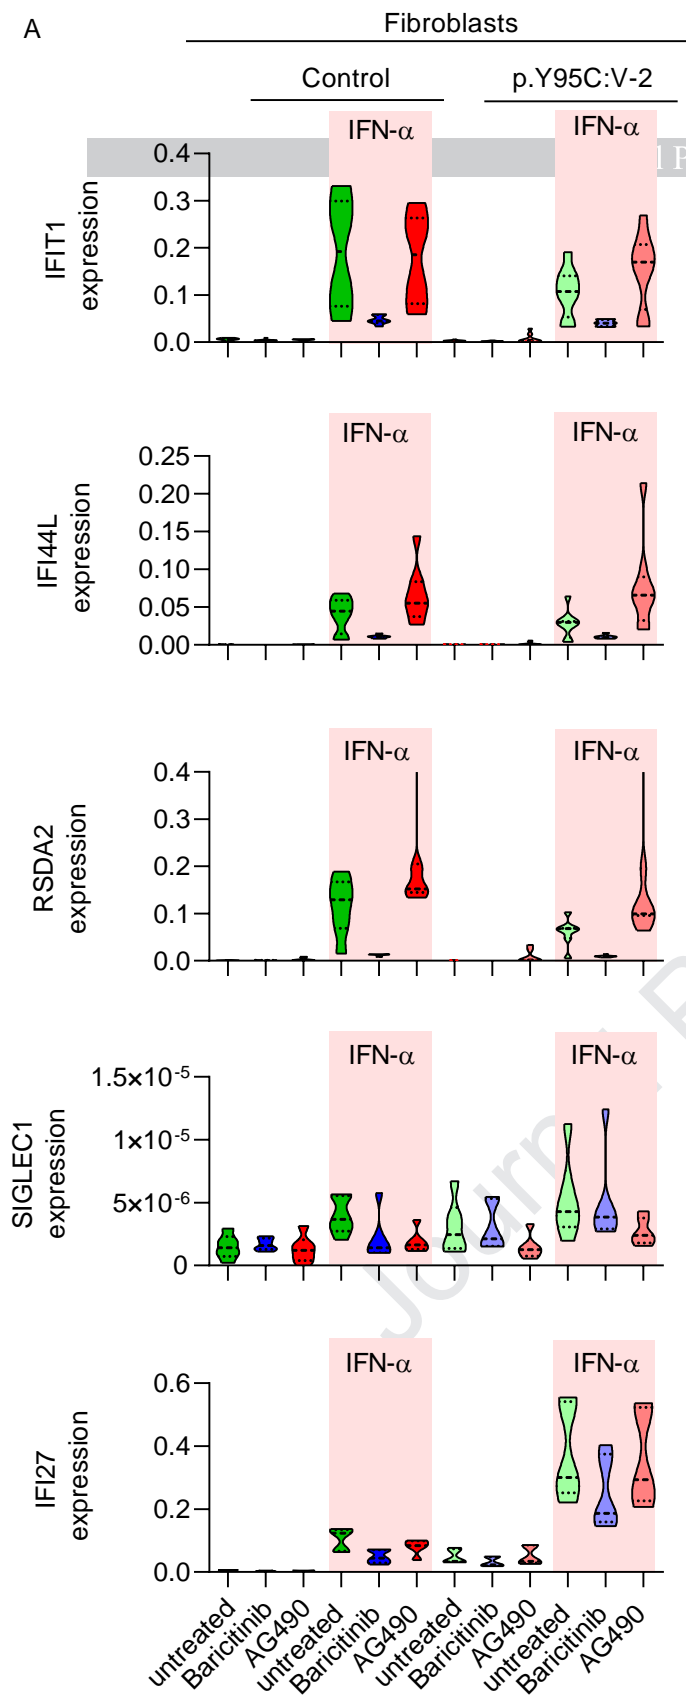 A
Fibroblasts
Control
p.Y95C:V-2
IFN-α
IFN-α
l P
IFIT1
expression
0.4
0.3
0.2
0.1
0.0
IFN-α
IFN-α
IFI44L
expression
0.25
0.20
0.15
0.10
0.05
0.00
IFN-α
IFN-α
RSDA2
expression
0.4
0.3
0.2
0.1
0.0
IFN-α
IFN-α
SIGLEC1
expression
1.5×10-5
1×10-5
5×10-6
0
Journ
IFN-α
IFN-α
IFI27
expression
0.6
0.4
0.2
0.0
untreated
Baricitinib
AG490
untreated
Baricitinib
AG490
untreated
Baricitinib
AG490
untreated
Baricitinib
AG490